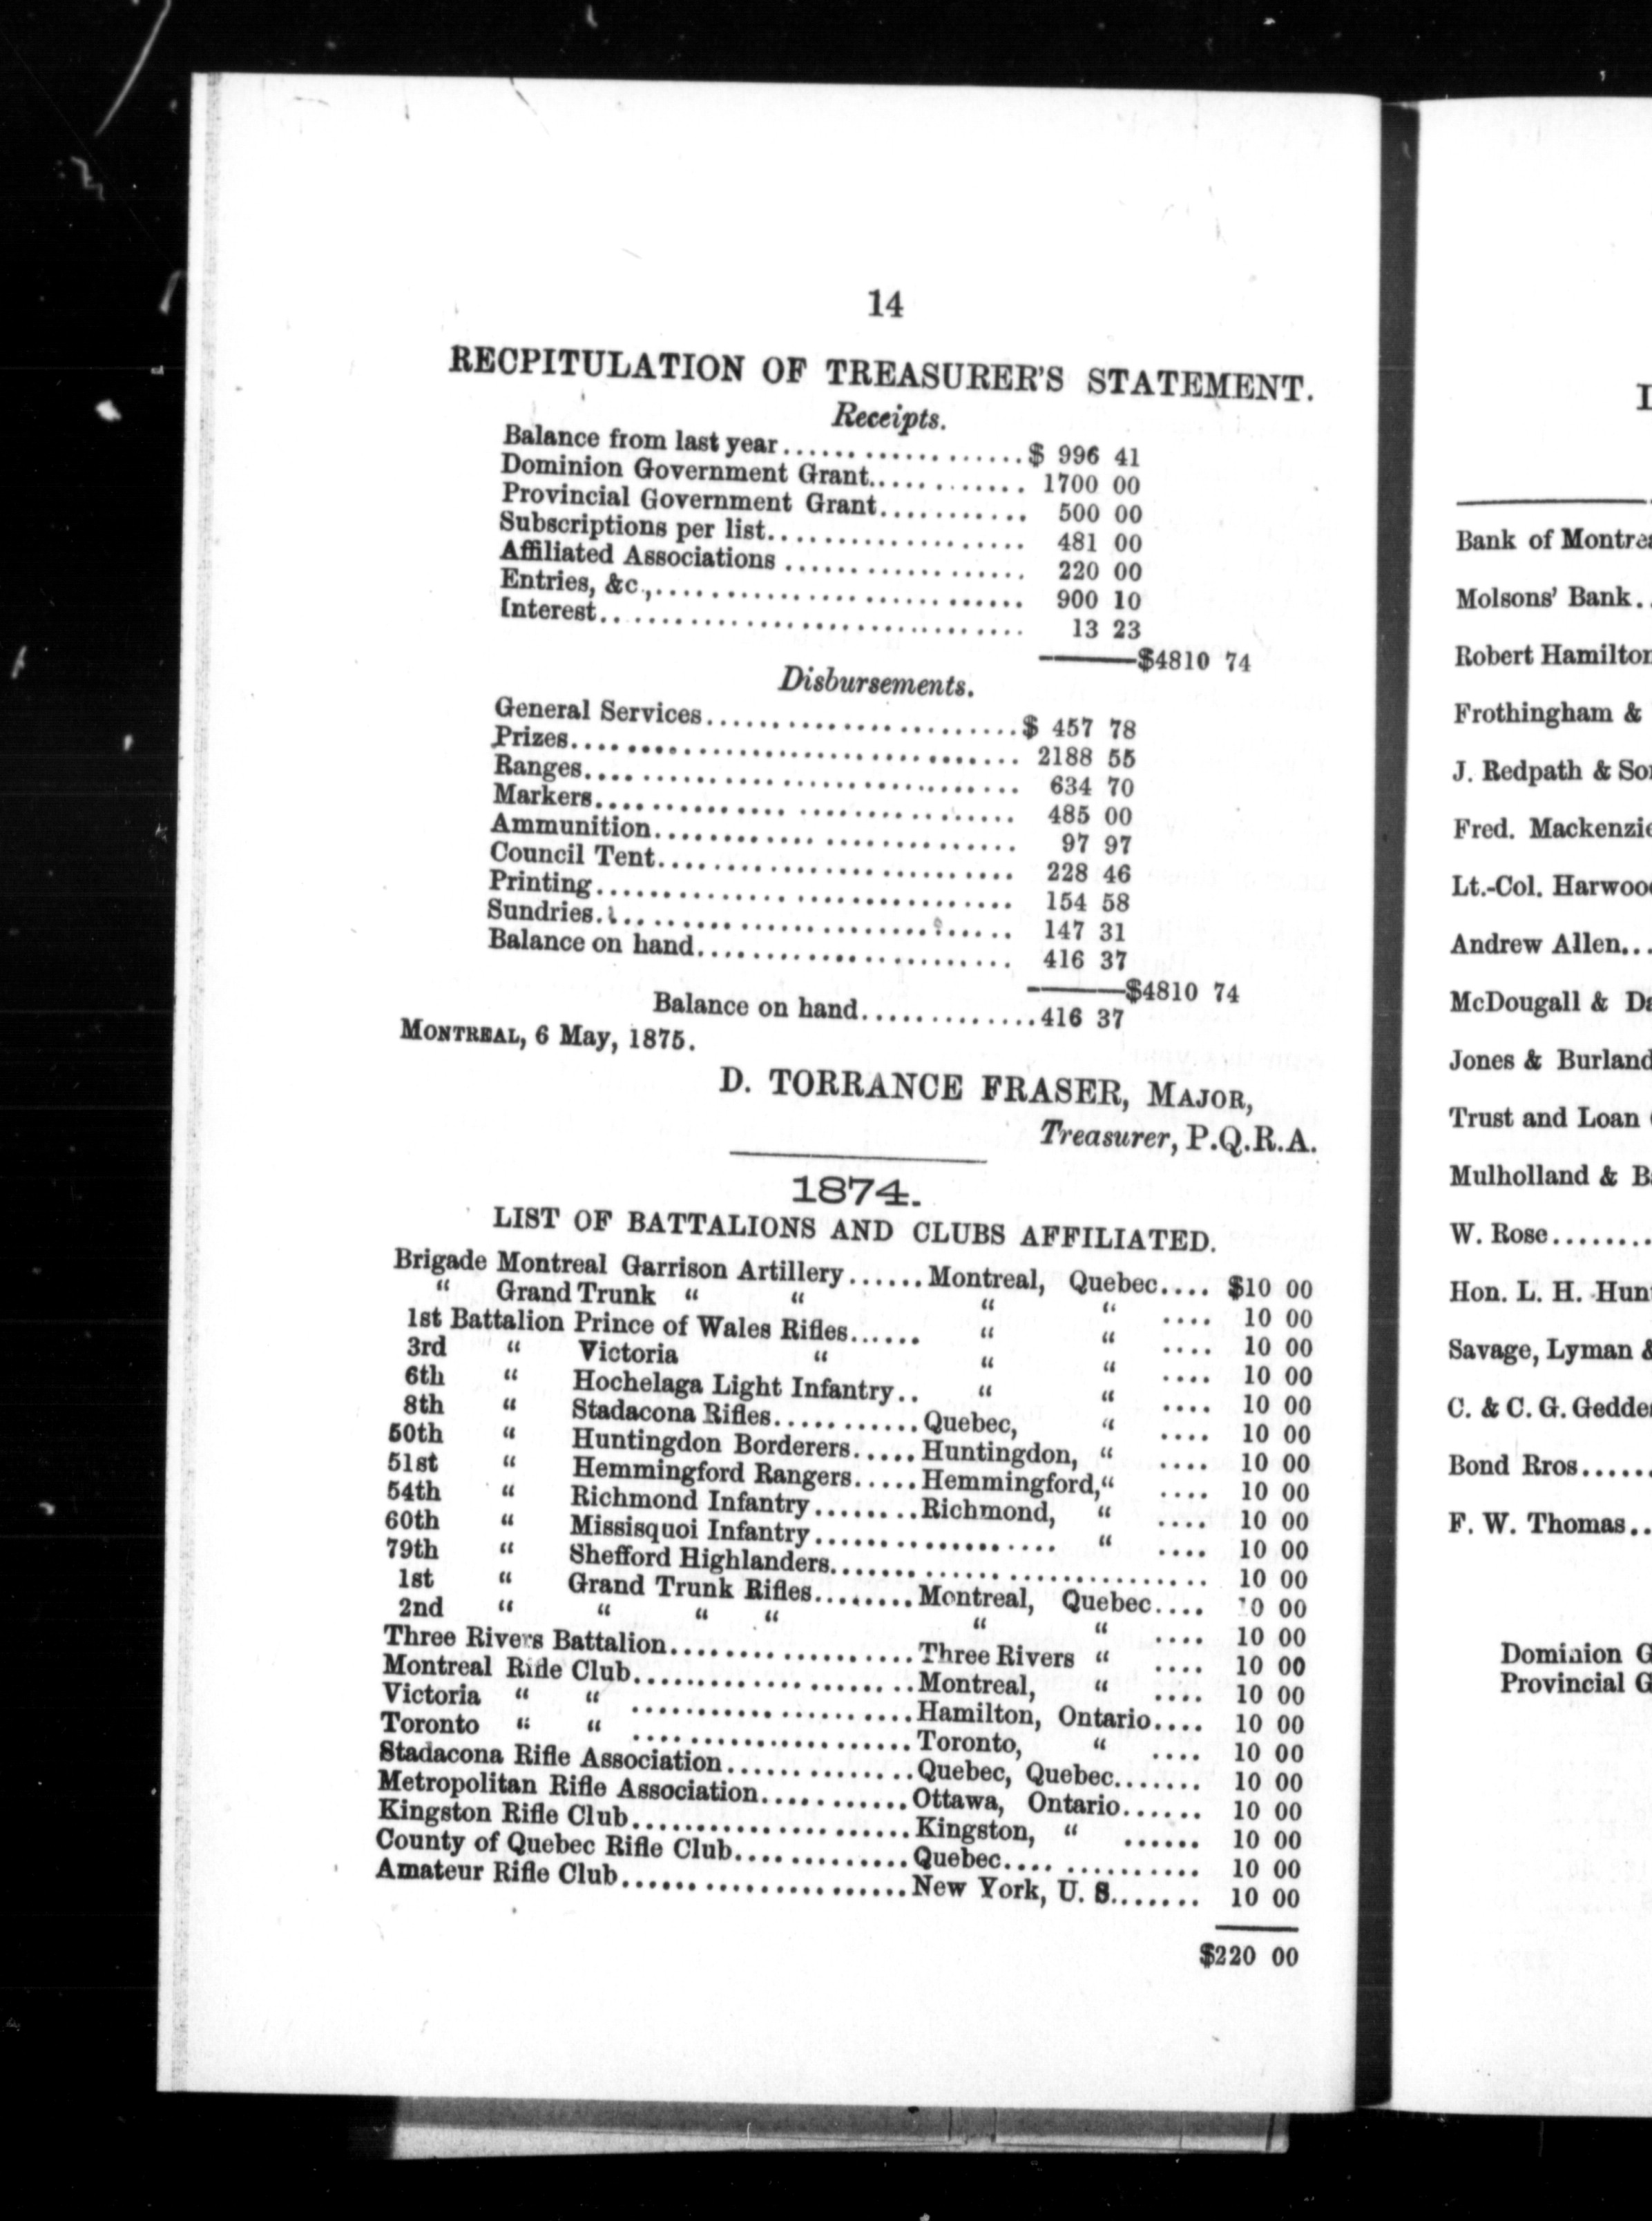 14
RECPITULATION OF TREASURER'S STATEMENT.
Receipts.
Balance from last year...................$ 996 41
Dominion Government Grant............ 1700 00
Provincial Government Grant........... 500 00
Subscriptions per list................... 481 00
Affiliated Associations .................. 220 00
Entries, &c.,............................ 900 10
Interest................................ 13 23
$4810 74
Disbursements.
General Services........................$ 457 78
Prizes.................................. 2188 55
Ranges................................. 634 70
Markers................................ 485 00
Ammunition............................ 97 97
Council Tent........................... 228 46
Printing................................ 154 58
Sundries................................ 147 31
Balance on hand........................ 416 37
$4810 74
Balance on hand.............416 37
MONTREAL, 6 May, 1875.
D. TORRANCE FRASER, MAJOR,
Treasurer, P.Q.R.A.
1874.
LIST OF BATTALIONS AND CLUBS AFFILIATED.
Brigade Montreal Garrison Artillery......Montreal, Quebec.... $10 00
“ Grand Trunk “ “ “ “ .... 10 00
1st Battalion Prince of Wales Rifles...... “ “ .... 10 00
3rd “ Victoria “ “ “ .... 10 00
6th “ Hochelaga Light Infantry.. “ “ .... 10 00
8th “ Stadacona Rifles...........Quebec, “ .... 10 00
50th “ Huntingdon Borderers.....Huntingdon, “ .... 10 00
51st “ Hemmingford Rangers.....Hemmingford,“ .... 10 00
54th “ Richmond Infantry........Richmond, “ .... 10 00
60th “ Missisquoi Infantry................... “ .... 10 00
79th “ Shefford Highlanders............................. 10 00
1st “ Grand Trunk Rifles........Montreal, Quebec.... 10 00
2nd “ “ “ “ “ “ .... 10 00
Three Rivers Battalion..................Three Rivers “ .... 10 00
Montreal Rifle Club.....................Montreal, “ .... 10 00
Victoria “ “ .....................Hamilton, Ontario.... 10 00
Toronto “ “ .....................Toronto, “ .... 10 00
Stadacona Rifle Association..............Quebec, Quebec....... 10 00
Metropolitan Rifle Association...........Ottawa, Ontario...... 10 00
Kingston Rifle Club.....................Kingston, “ ...... 10 00
County of Quebec Rifle Club.............Quebec.... .......... 10 00
Amateur Rifle Club......................New York, U. S....... 10 00
$220 00
Bank of
Molsons' Bank..
Robert
Frothingham &
J. Redpath &
Fred.
Lt.-Col.
Andrew Allen...
McDougall &
Jones &
Trust and Loan
Mulholland &
W. Rose........
Hon. L. H.
Savage, Lyman
C. & C. G.
Bond Rros......
F. W. Thomas..
Dominion
Provincial